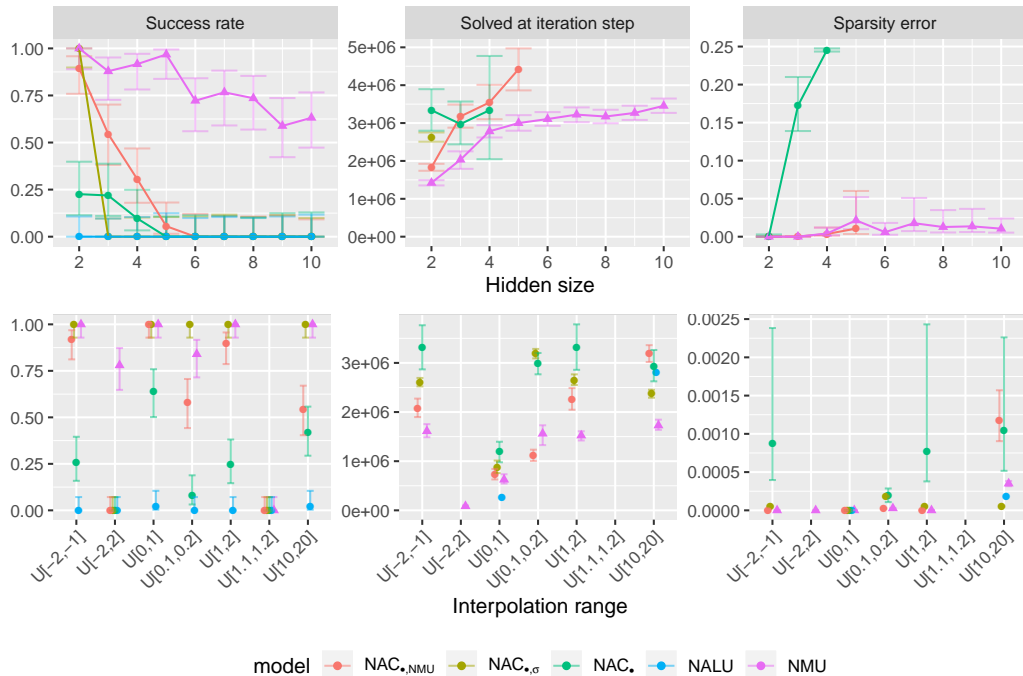 Success rate
Solved at iteration step
Sparsity error
1.00
0.75
0.50
0.25
0.00
2 4 6 8 10
5e+06
4e+06
3e+06
2e+06
1e+06
0e+00
2 4 6 8 10
0.25
0.20
0.15
0.10
0.05
0.00
2 4 6 8 10
Hidden size
1.00
0.75
0.50
0.25
0.00
U[-2,-1] U[-2,2] U[0,1] U[0.1,0.2] U[1,2] U[1.1,1.2] U[10,20]
3e+06
2e+06
1e+06
0e+00
U[-2,-1] U[-2,2] U[0,1] U[0.1,0.2] U[1,2] U[1.1,1.2] U[10,20]
0.0025
0.0020
0.0015
0.0010
0.0005
0.0000
U[-2,-1] U[-2,2] U[0,1] U[0.1,0.2] U[1,2] U[1.1,1.2] U[10,20]
Interpolation range
model NAC•,NMU NAC•,σ NAC• NALU NMU